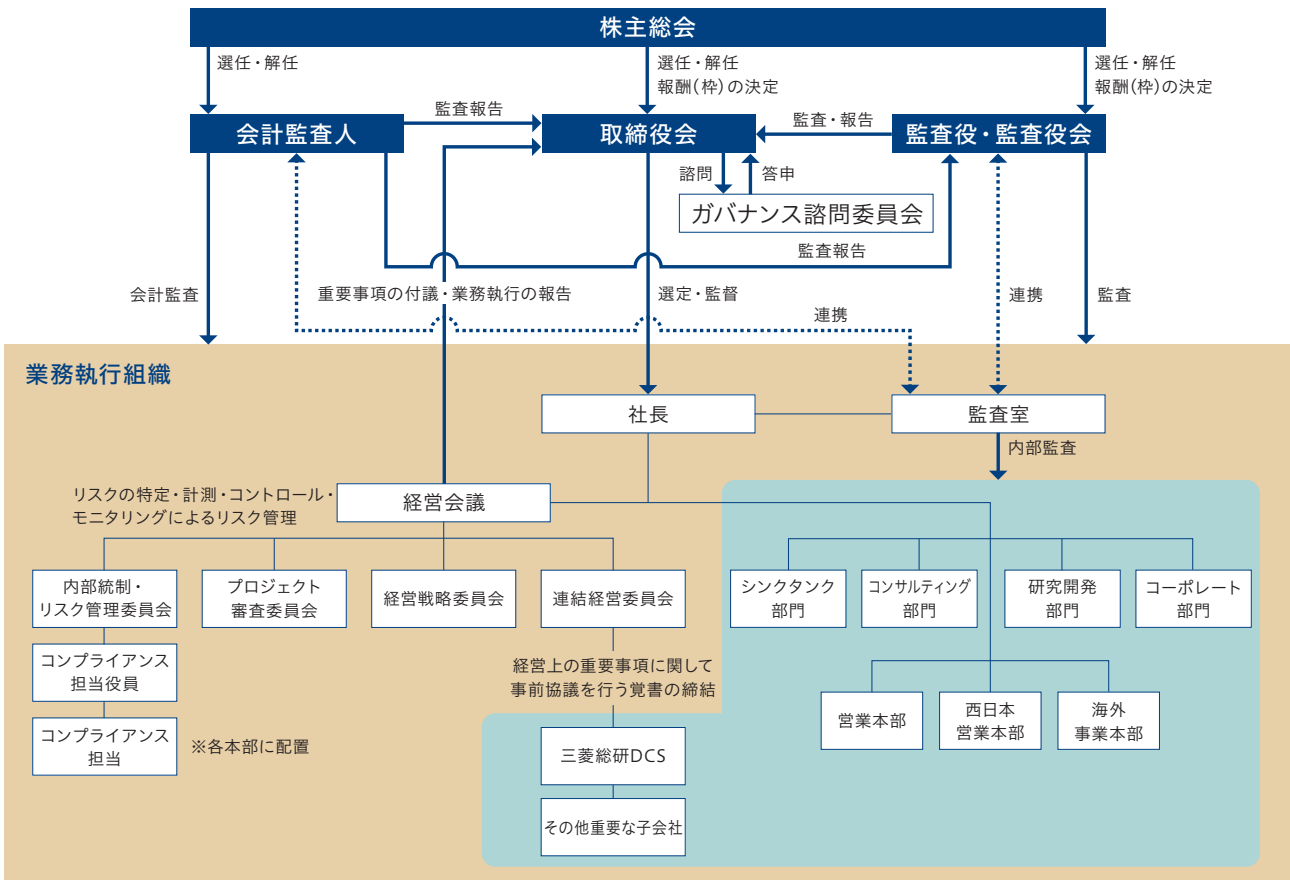 株主総会
選任・解任
選任・解任
報酬(枠)の決定
選任・解任
報酬(枠)の決定
会計監査人
監査報告
取締役会
監査・報告
監査役・監査役会
諮問
答申
ガバナンス諮問委員会
監査報告
会計監査
重要事項の付議・業務執行の報告
選定・監督
連携
連携
監査
業務執行組織
社長
監査室
内部監査
リスクの特定・計測・コントロール・
モニタリングによるリスク管理
経営会議
内部統制・
リスク管理委員会
プロジェクト
審査委員会
経営戦略委員会
連結経営委員会
シンクタンク
部門
コンサルティング
部門
研究開発
部門
コーポレート
部門
コンプライアンス
担当役員
経営上の重要事項に関して
事前協議を行う覚書の締結
コンプライアンス
担当
※各本部に配置
営業本部
西日本
営業本部
海外
事業本部
三菱総研DCS
その他重要な子会社